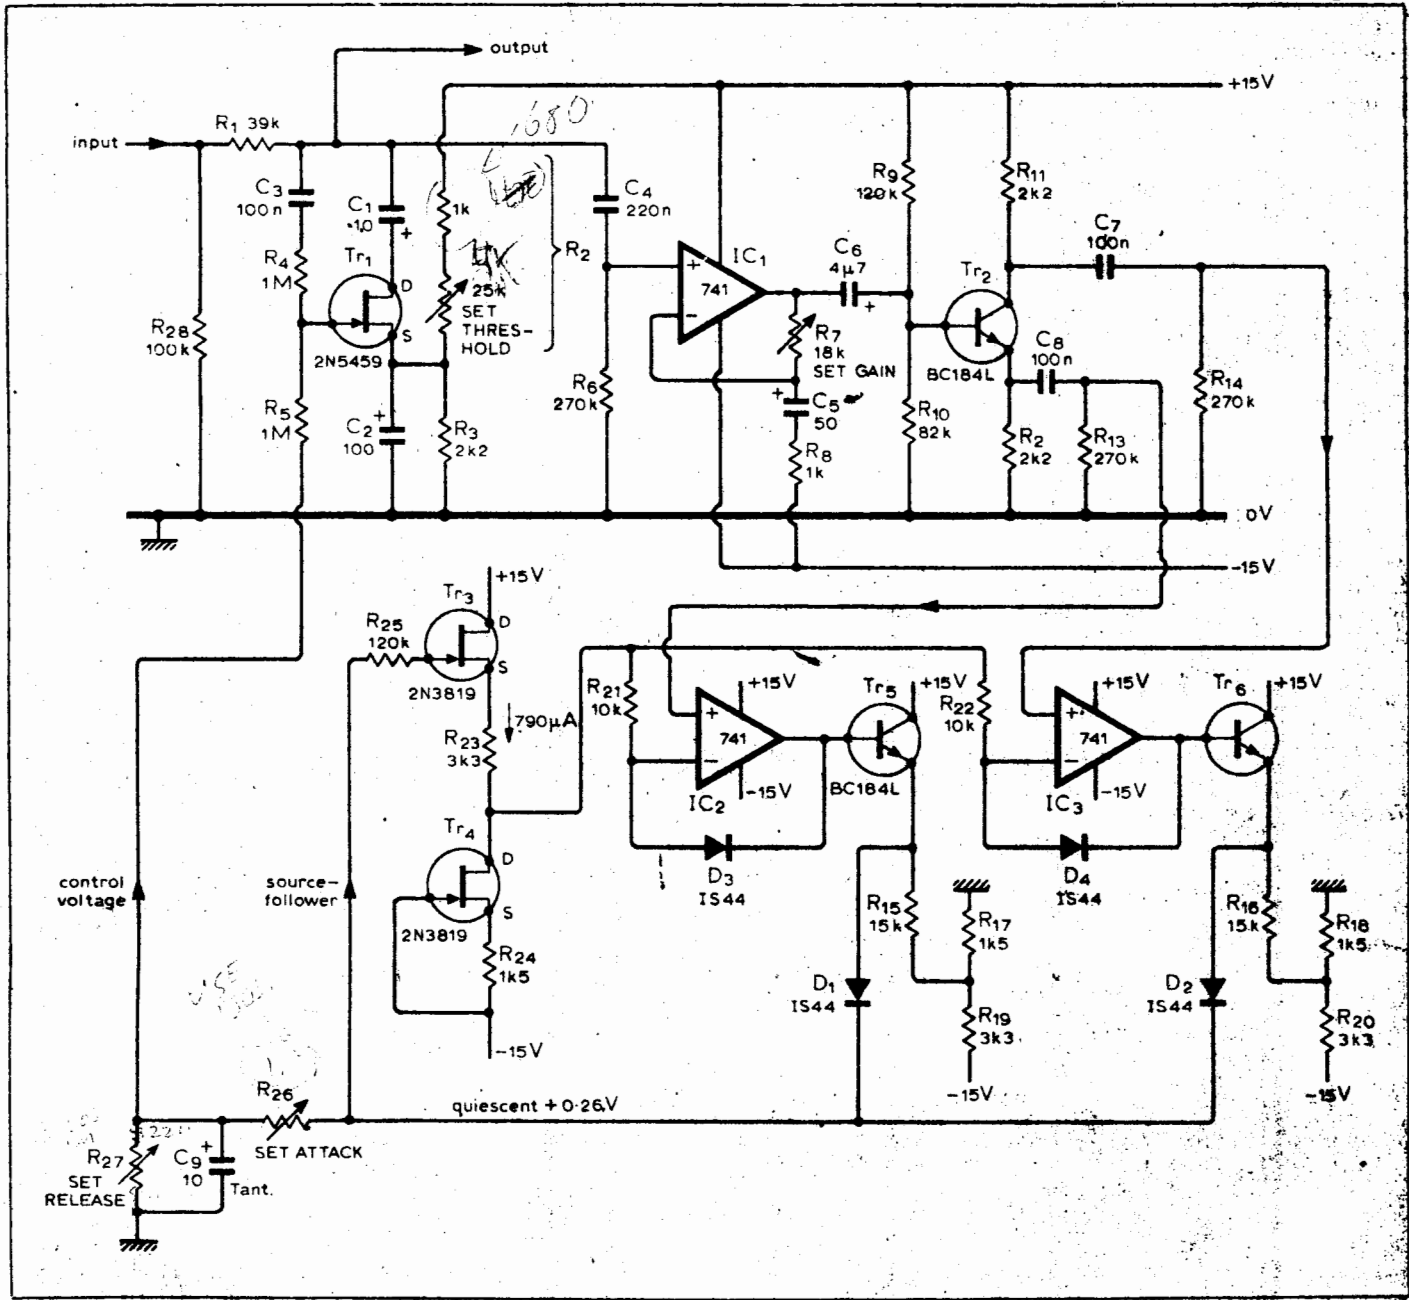 output
+15V
input
R1 39k
C3
100n
C1
10
+
680
1k
R2
C4
220n
R9
120k
R11
2k2
C7
100n
R4
1M
Tr1
D
S
2N5459
25k
SET
THRES-
HOLD
+
-
IC1
741
C6
4µ7
+
Tr2
BC184L
R28
100k
R7
18k
SET GAIN
C8
100n
R14
270k
R5
1M
+
C2
100
R3
2k2
R6
270k
+
C5
50
R8
1k
R10
82k
R2
2k2
R13
270k
0V
-15V
+15V
Tr3
D
S
R25
120k
2N3819
790µA
R23
3k3
R21
10k
+15V
+
-
741
-15V
IC2
Tr5
+15V
BC184L
R22
10k
+15V
+
-
741
-15V
IC3
Tr6
+15V
Tr4
D
S
2N3819
R24
1k5
-15V
control
voltage
source-
follower
D3
IS44
R15
15k
R17
1k5
D4
IS44
R16
15k
R18
1k5
D1
IS44
R19
3k3
-15V
D2
IS44
R20
3k3
-15V
R26
SET ATTACK
quiescent +0·26V
R27
SET
RELEASE
+
C9
10
Tant.